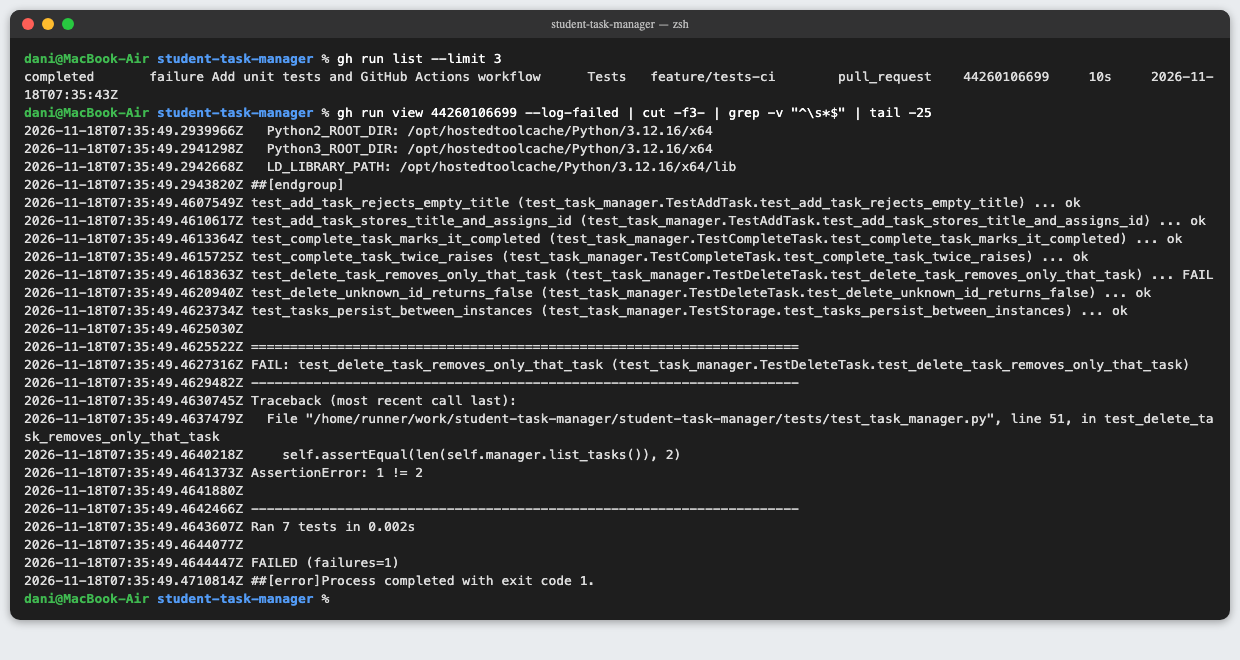 student-task-manager — zsh
dani@MacBook-Air student-task-manager % gh run list --limit 3
completed failure Add unit tests and GitHub Actions workflow Tests feature/tests-ci pull_request 44260106699 10s 2026-11-
18T07:35:43Z
dani@MacBook-Air student-task-manager % gh run view 44260106699 --log-failed | cut -f3- | grep -v "^\s*$" | tail -25
2026-11-18T07:35:49.2939966Z   Python2_ROOT_DIR: /opt/hostedtoolcache/Python/3.12.16/x64
2026-11-18T07:35:49.2941298Z   Python3_ROOT_DIR: /opt/hostedtoolcache/Python/3.12.16/x64
2026-11-18T07:35:49.2942668Z   LD_LIBRARY_PATH: /opt/hostedtoolcache/Python/3.12.16/x64/lib
2026-11-18T07:35:49.2943820Z ##[endgroup]
2026-11-18T07:35:49.4607549Z test_add_task_rejects_empty_title (test_task_manager.TestAddTask.test_add_task_rejects_empty_title) ... ok
2026-11-18T07:35:49.4610617Z test_add_task_stores_title_and_assigns_id (test_task_manager.TestAddTask.test_add_task_stores_title_and_assigns_id) ... ok
2026-11-18T07:35:49.4613364Z test_complete_task_marks_it_completed (test_task_manager.TestCompleteTask.test_complete_task_marks_it_completed) ... ok
2026-11-18T07:35:49.4615725Z test_complete_task_twice_raises (test_task_manager.TestCompleteTask.test_complete_task_twice_raises) ... ok
2026-11-18T07:35:49.4618363Z test_delete_task_removes_only_that_task (test_task_manager.TestDeleteTask.test_delete_task_removes_only_that_task) ... FAIL
2026-11-18T07:35:49.4620940Z test_delete_unknown_id_returns_false (test_task_manager.TestDeleteTask.test_delete_unknown_id_returns_false) ... ok
2026-11-18T07:35:49.4623734Z test_tasks_persist_between_instances (test_task_manager.TestStorage.test_tasks_persist_between_instances) ... ok
2026-11-18T07:35:49.4625030Z
2026-11-18T07:35:49.4625522Z ======================================================================
2026-11-18T07:35:49.4627316Z FAIL: test_delete_task_removes_only_that_task (test_task_manager.TestDeleteTask.test_delete_task_removes_only_that_task)
2026-11-18T07:35:49.4629482Z ----------------------------------------------------------------------
2026-11-18T07:35:49.4630745Z Traceback (most recent call last):
2026-11-18T07:35:49.4637479Z   File "/home/runner/work/student-task-manager/student-task-manager/tests/test_task_manager.py", line 51, in test_delete_ta
sk_removes_only_that_task
2026-11-18T07:35:49.4640218Z     self.assertEqual(len(self.manager.list_tasks()), 2)
2026-11-18T07:35:49.4641373Z AssertionError: 1 != 2
2026-11-18T07:35:49.4641880Z
2026-11-18T07:35:49.4642466Z ----------------------------------------------------------------------
2026-11-18T07:35:49.4643607Z Ran 7 tests in 0.002s
2026-11-18T07:35:49.4644077Z
2026-11-18T07:35:49.4644447Z FAILED (failures=1)
2026-11-18T07:35:49.4710814Z ##[error]Process completed with exit code 1.
dani@MacBook-Air student-task-manager %